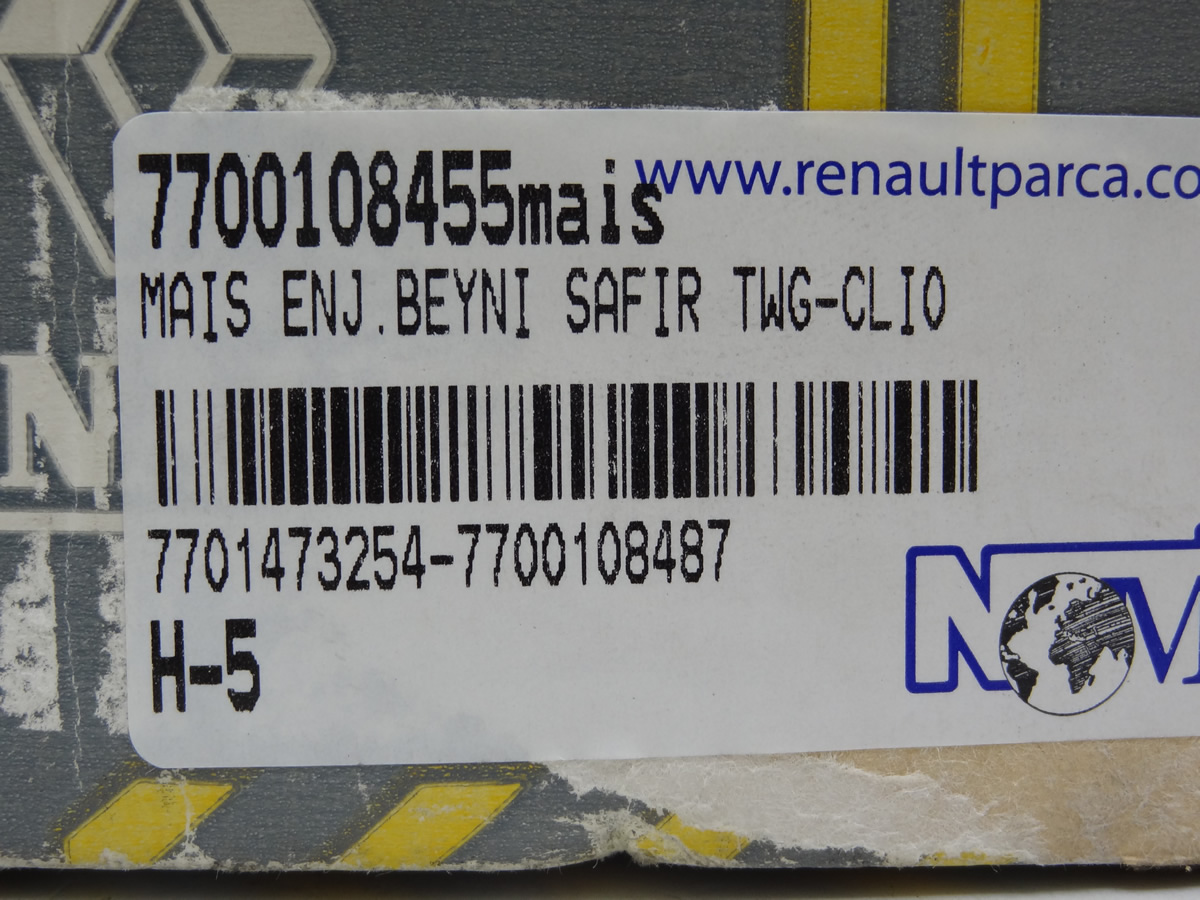 7700108455mais
www.renaultparca.co
MAIS ENJ.BEYNI SAFIR TWG-CLIO
7701473254-7700108487
H-5